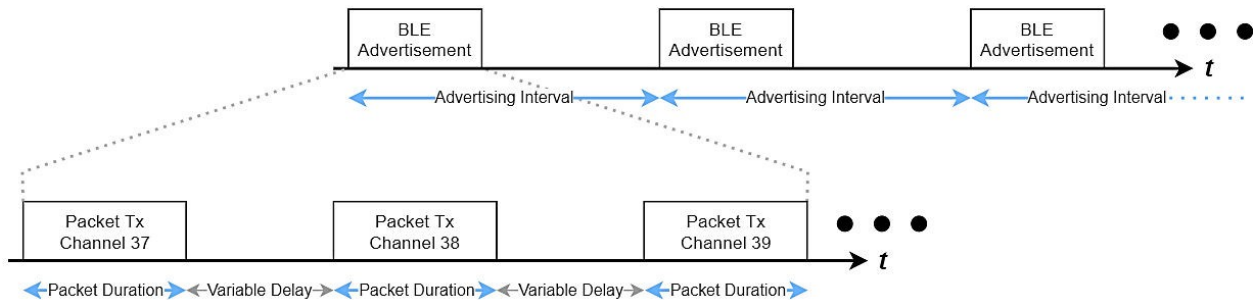 BLE
Advertisement
BLE
Advertisement
BLE
Advertisement
t
Advertising Interval
Advertising Interval
Advertising Interval
Packet Tx
Channel 37
Packet Tx
Channel 38
Packet Tx
Channel 39
t
Packet Duration
Variable Delay
Packet Duration
Variable Delay
Packet Duration